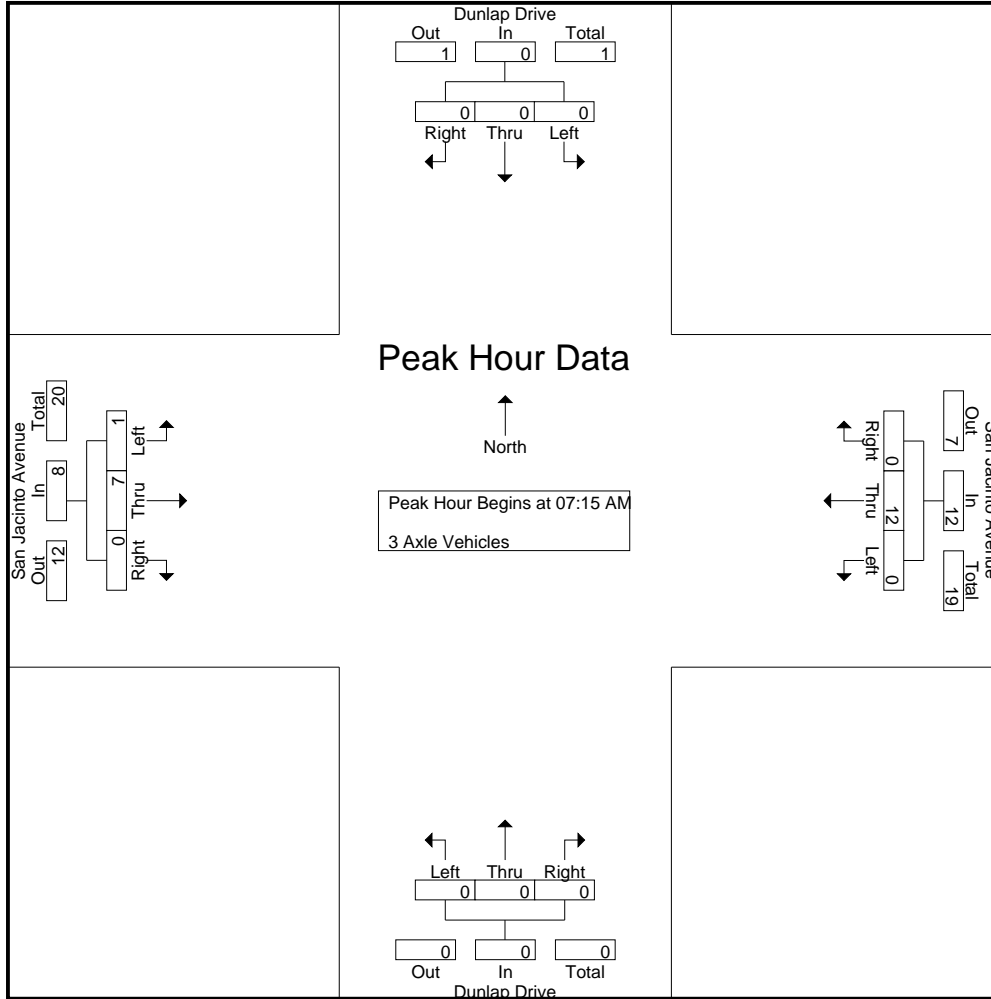 Dunlap Drive
Out In Total
1 0 1
0 0 0
Right Thru Left
Peak Hour Data
North
Peak Hour Begins at 07:15 AM
3 Axle Vehicles
San Jacinto Avenue
Total In Out
20 8 12
1 7 0
Left Thru Right
San Jacinto Avenue
Out In Total
7 12 19
0 12 0
Right Thru Left
Left Thru Right
0 0 0
0 0 0
Out In Total
Dunlap Drive